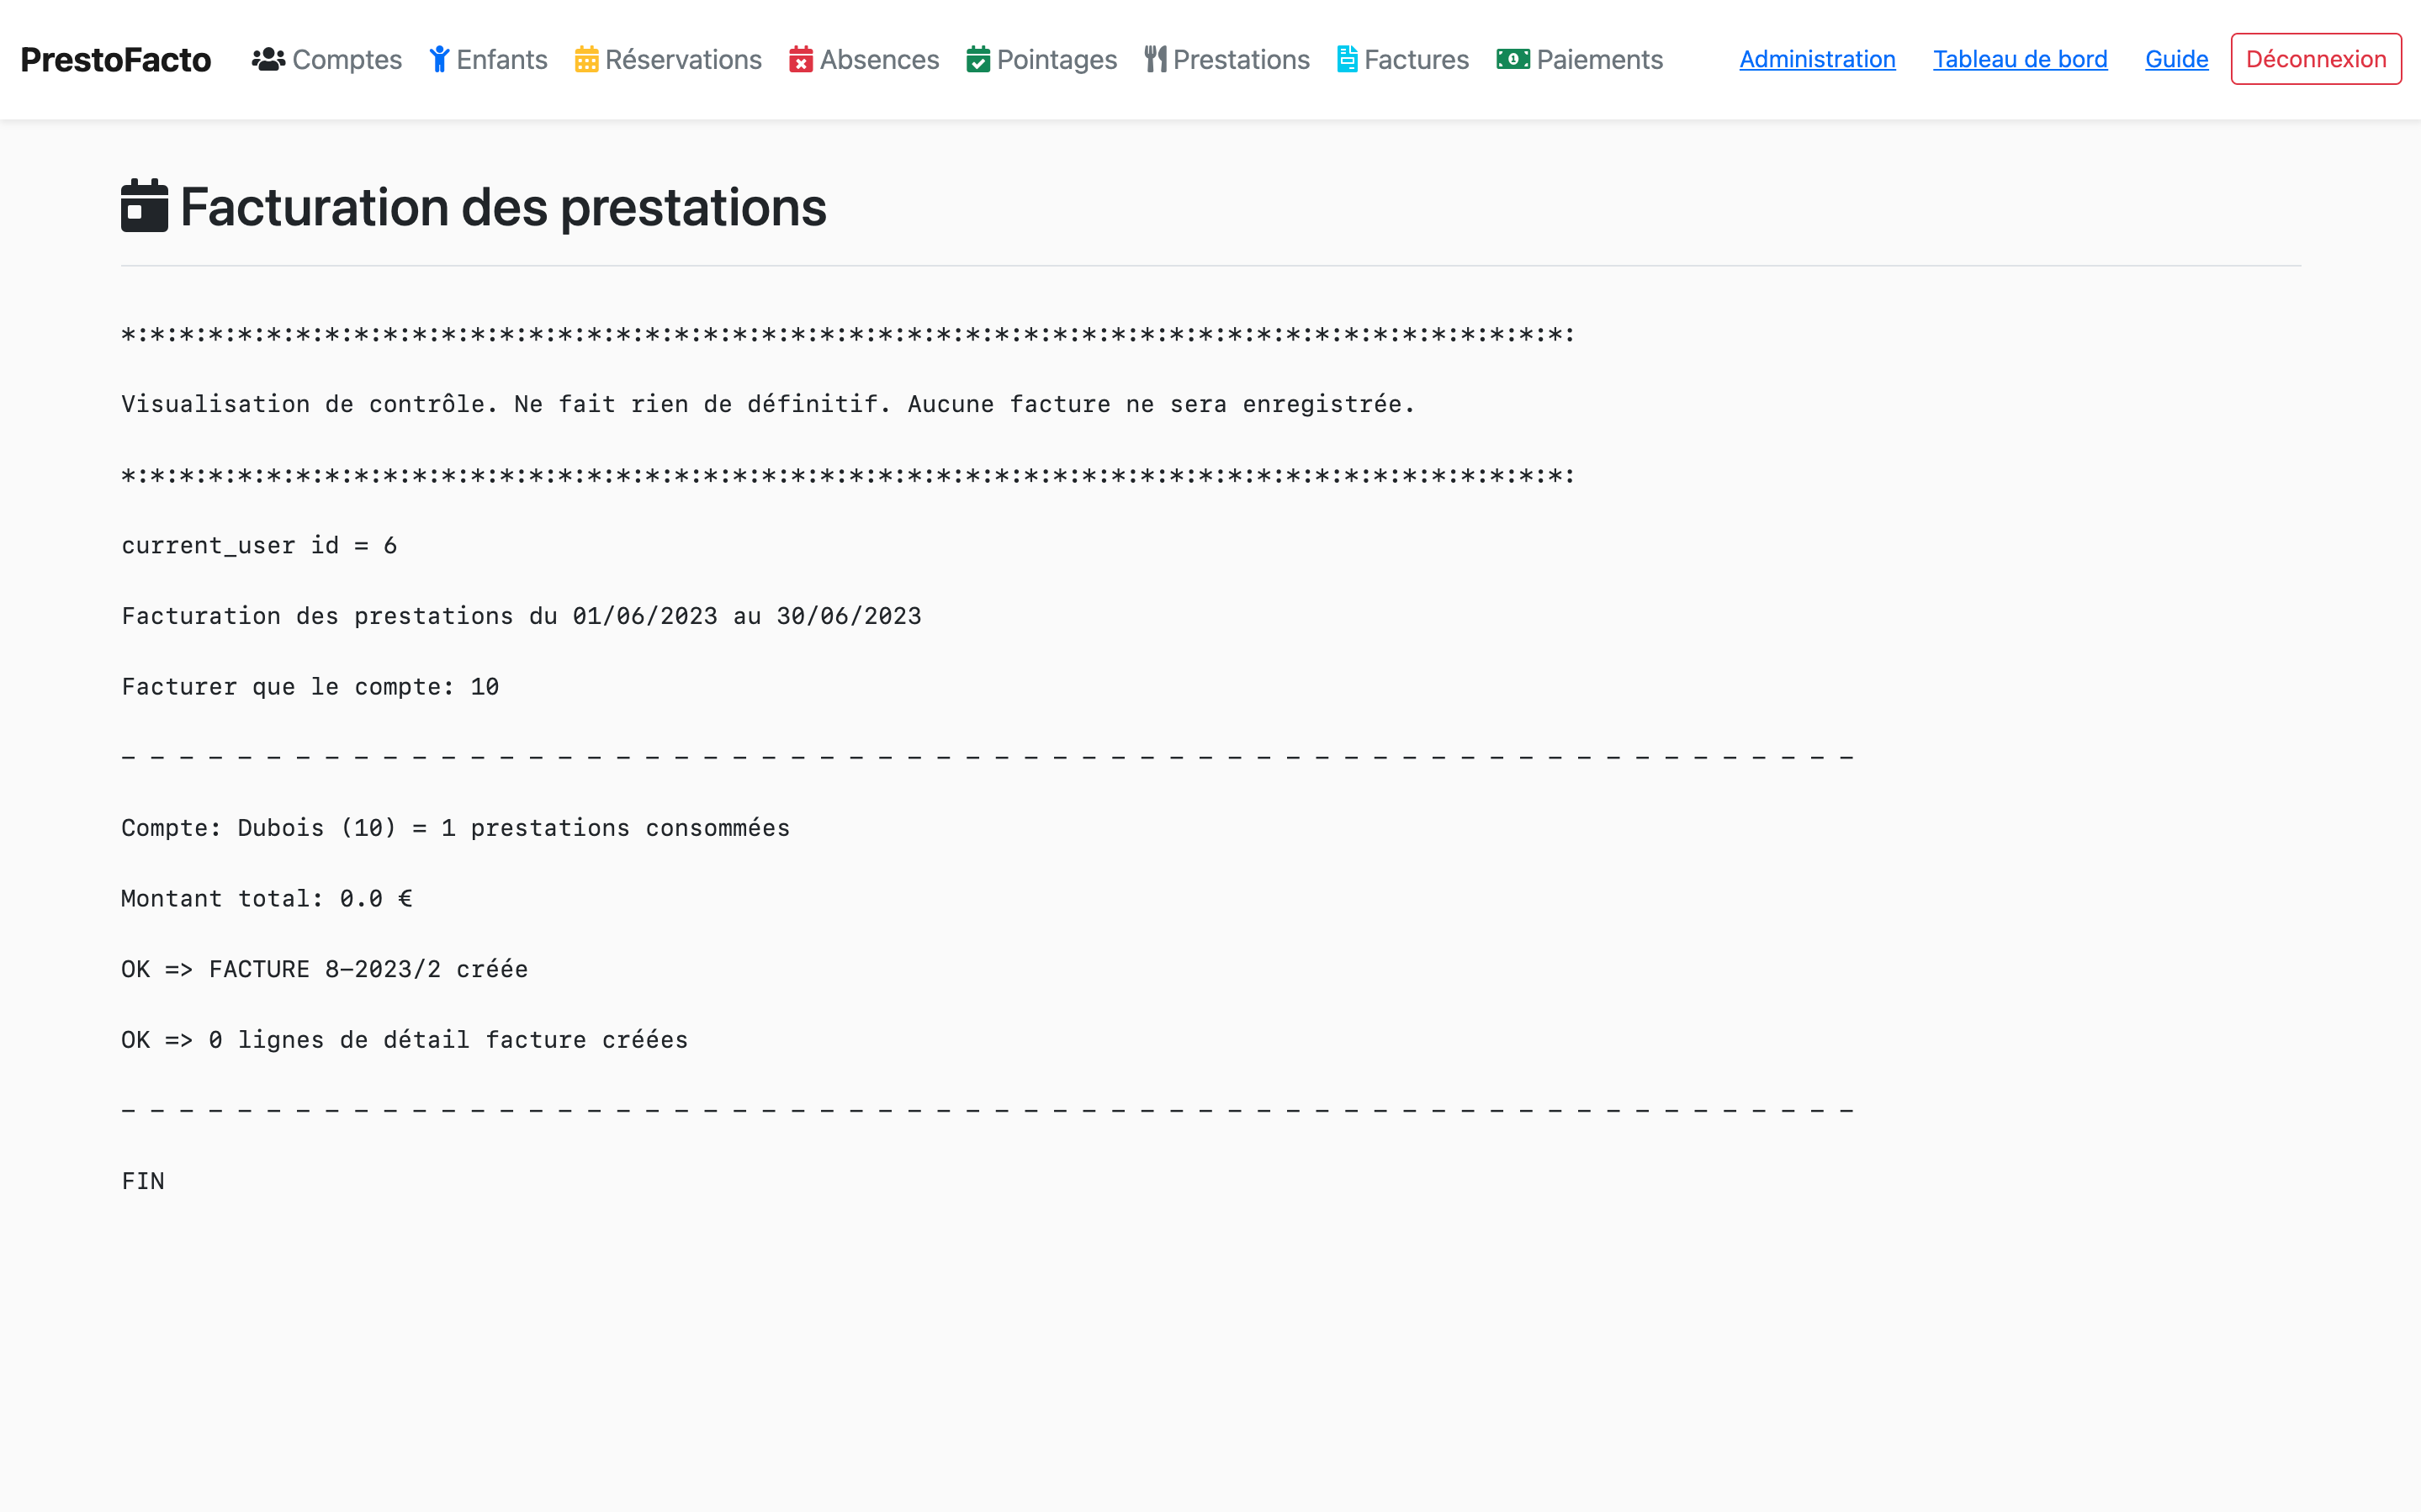 PrestoFacto Comptes Enfants Réservations Absences Pointages Prestations Factures Paiements Administration Tableau de bord Guide Déconnexion
Facturation des prestations
*:*:*:*:*:*:*:*:*:*:*:*:*:*:*:*:*:*:*:*:*:*:*:*:*:*:*:*:*:*:*:*:*:*:*:*:*:*:*:*:*:*:*:*:*:*:*:*:*:*:
Visualisation de contrôle. Ne fait rien de définitif. Aucune facture ne sera enregistrée.
*:*:*:*:*:*:*:*:*:*:*:*:*:*:*:*:*:*:*:*:*:*:*:*:*:*:*:*:*:*:*:*:*:*:*:*:*:*:*:*:*:*:*:*:*:*:*:*:*:*:
current_user id = 6
Facturation des prestations du 01/06/2023 au 30/06/2023
Facturer que le compte: 10
- - - - - - - - - - - - - - - - - - - - - - - - - - - - - - - - - - - - - - - - - - - - - - - - - - - - - - - - - - - -
Compte: Dubois (10) = 1 prestations consommées
Montant total: 0.0 €
OK => FACTURE 8-2023/2 créée
OK => 0 lignes de détail facture créées
- - - - - - - - - - - - - - - - - - - - - - - - - - - - - - - - - - - - - - - - - - - - - - - - - - - - - - - - - - - -
FIN